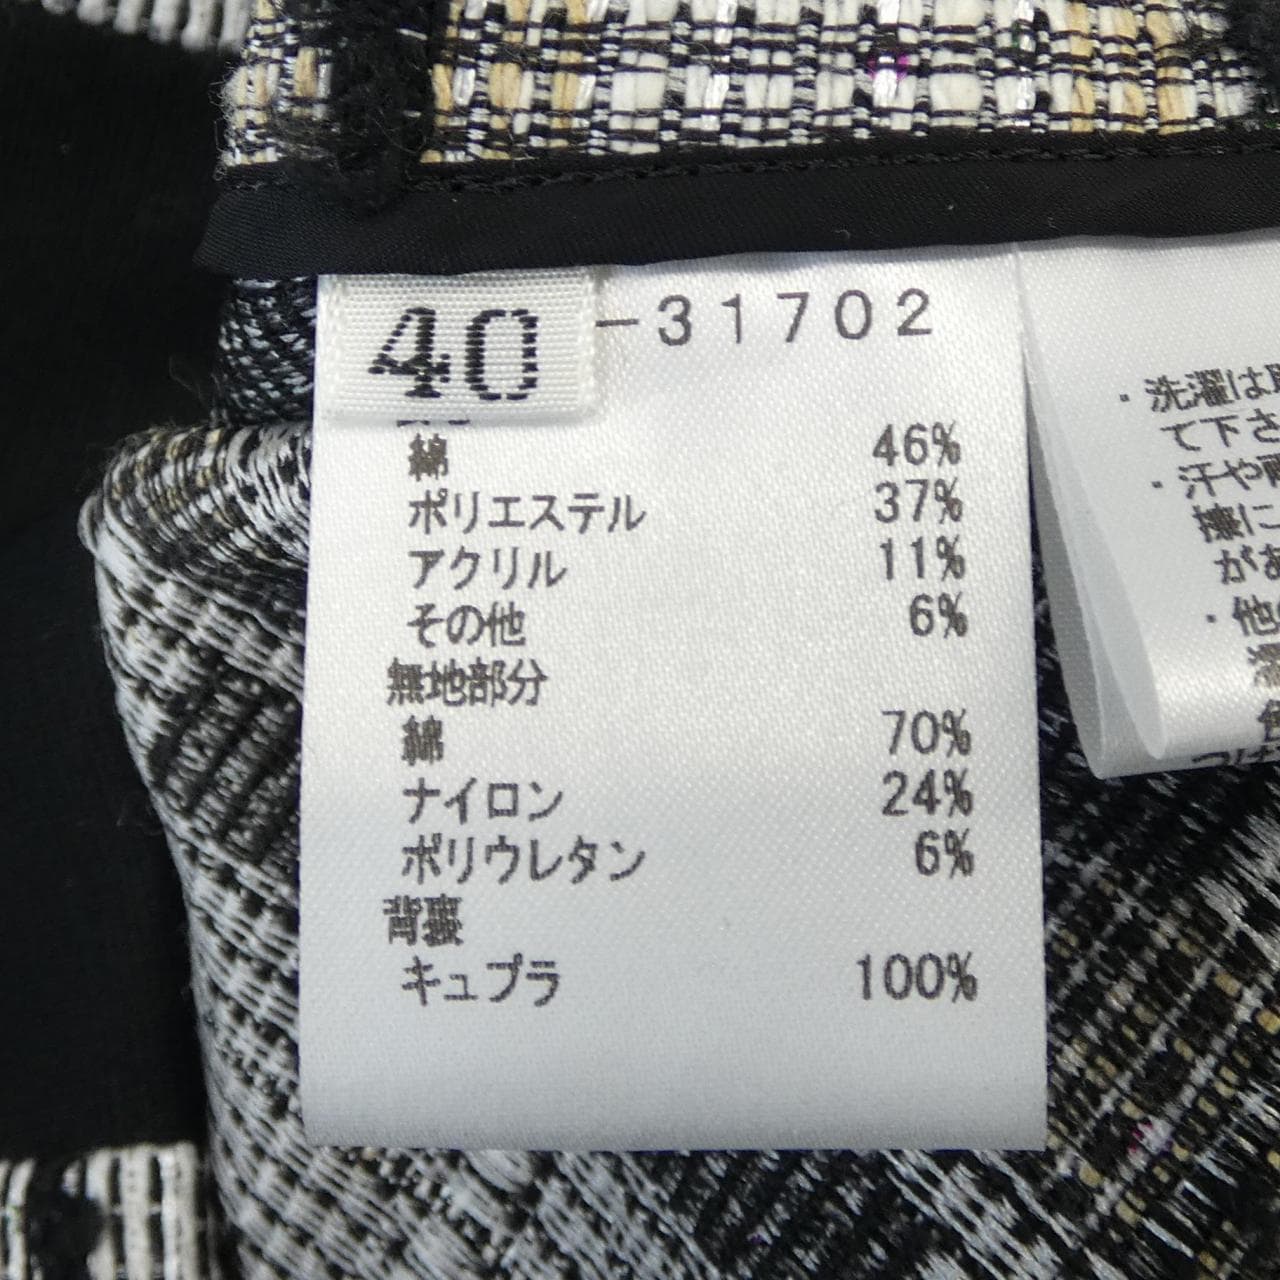 40
-31702
綿 46%
ポリエステル 37%
アクリル 11%
その他 6%
無地部分
綿 70%
ナイロン 24%
ポリウレタン 6%
背裏
キュプラ 100%
・洗濯は
て下さ
・汗や
擦に
があ
・他